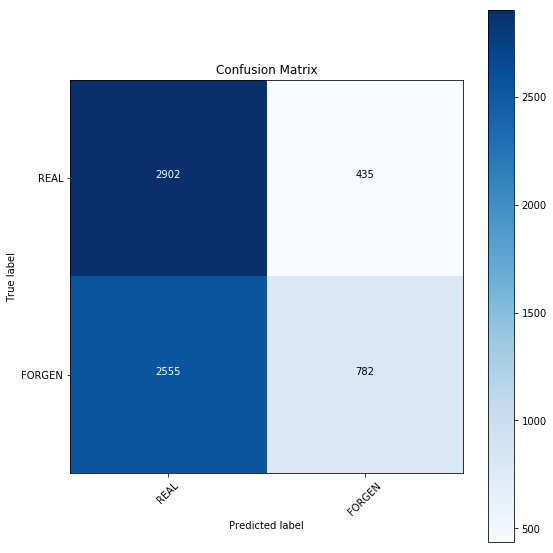 Confusion Matrix
REAL
2902
435
FORGEN
2555
782
REAL
FORGEN
True label
Predicted label
2500
2000
1500
1000
500